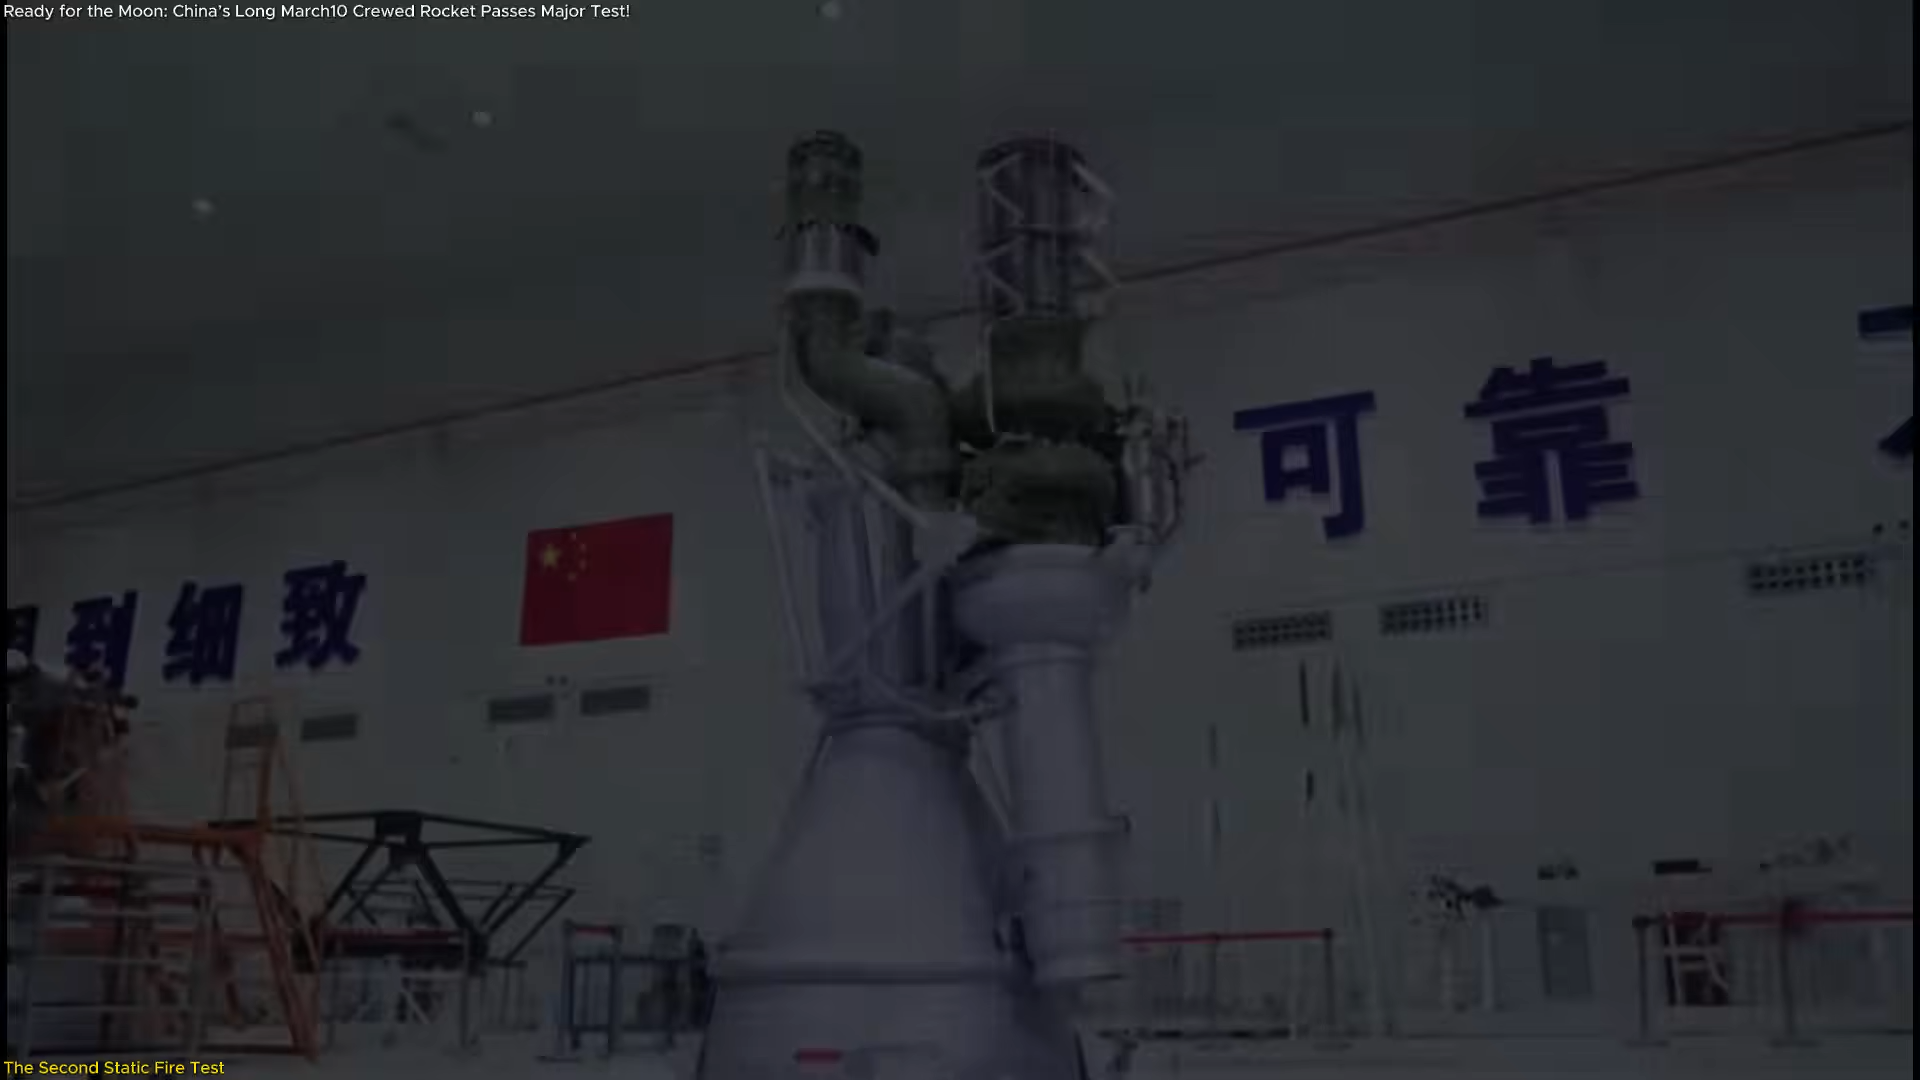 Ready for the Moon: China’s Long March10 Crewed Rocket Passes Major Test!
到细致
可靠
The Second Static Fire Test